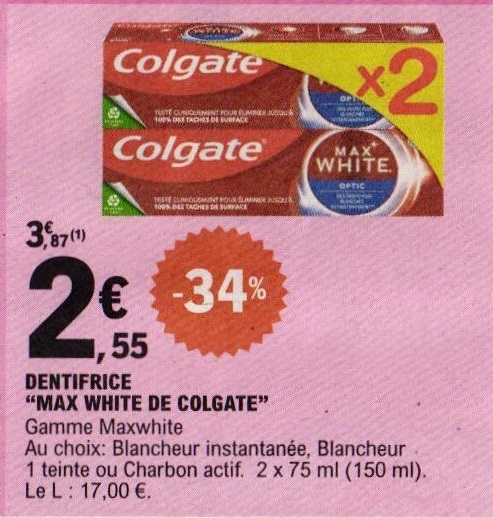 Colgate
x2
TESTÉ CLINIQUEMENT POUR ÉLIMINER JUSQU'À
100% DES TACHES DE SURFACE
Colgate
MAX
WHITE
OPTIC
TESTÉ CLINIQUEMENT POUR ÉLIMINER JUSQU'À
100% DES TACHES DE SURFACE
3,€87(1)
2€,55
-34%
DENTIFRICE
“MAX WHITE DE COLGATE”
Gamme Maxwhite
Au choix: Blancheur instantanée, Blancheur
1 teinte ou Charbon actif. 2 x 75 ml (150 ml).
Le L : 17,00 €.